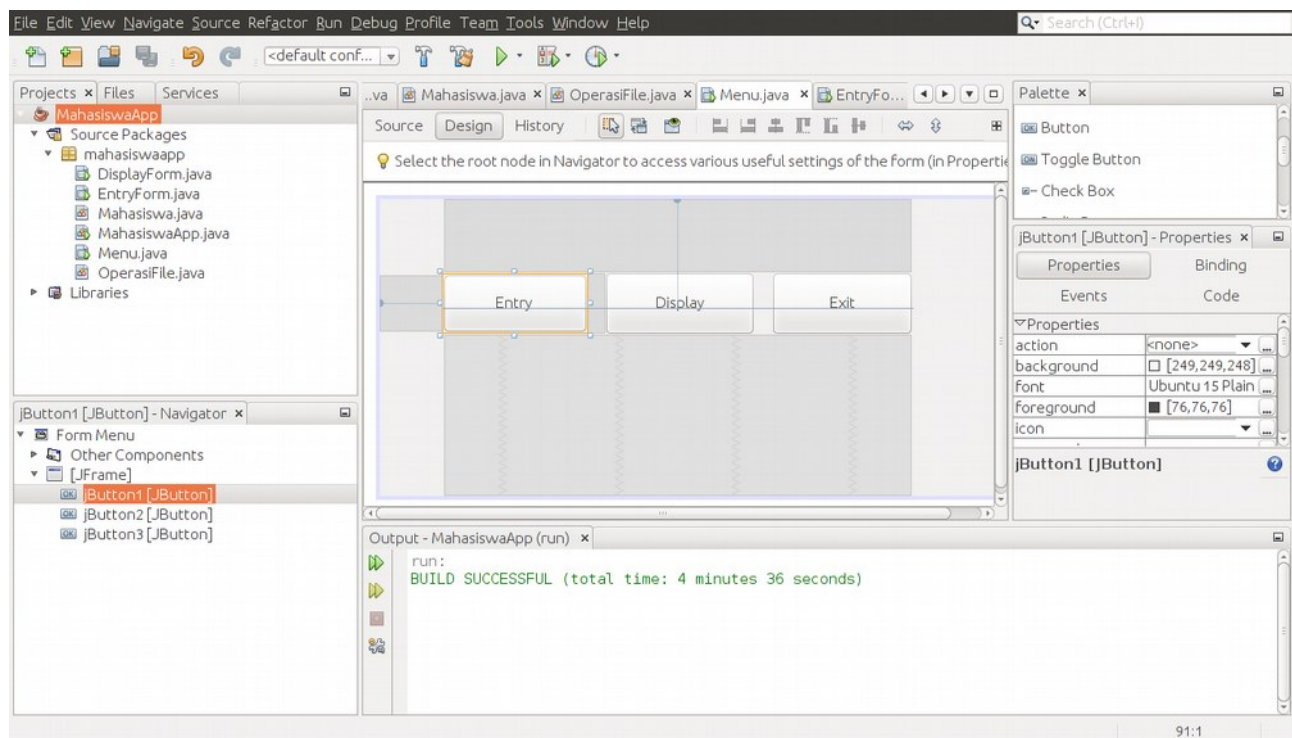 File Edit View Navigate Source Refactor Run Debug Profile Team Tools Window Help
Search (Ctrl+I)
<default conf...
Projects Files Services
MahasiswaApp
Source Packages
mahasiswaapp
DisplayForm.java
EntryForm.java
Mahasiswa.java
MahasiswaApp.java
Menu.java
OperasiFile.java
Libraries
jButton1 [JButton] - Navigator
Form Menu
Other Components
[JFrame]
jButton1 [JButton]
jButton2 [JButton]
jButton3 [JButton]
..va Mahasiswa.java OperasiFile.java Menu.java EntryFo...
Source Design History
Select the root node in Navigator to access various useful settings of the form (in Propertie
Entry Display Exit
Output - MahasiswaApp (run)
run:
BUILD SUCCESSFUL (total time: 4 minutes 36 seconds)
Palette
Button
Toggle Button
Check Box
jButton1 [JButton] - Properties
Properties Binding
Events Code
Properties
action <none> ...
background [249,249,248] ...
font Ubuntu 15 Plain ...
foreground [76,76,76] ...
icon ...
jButton1 [JButton]
91:1